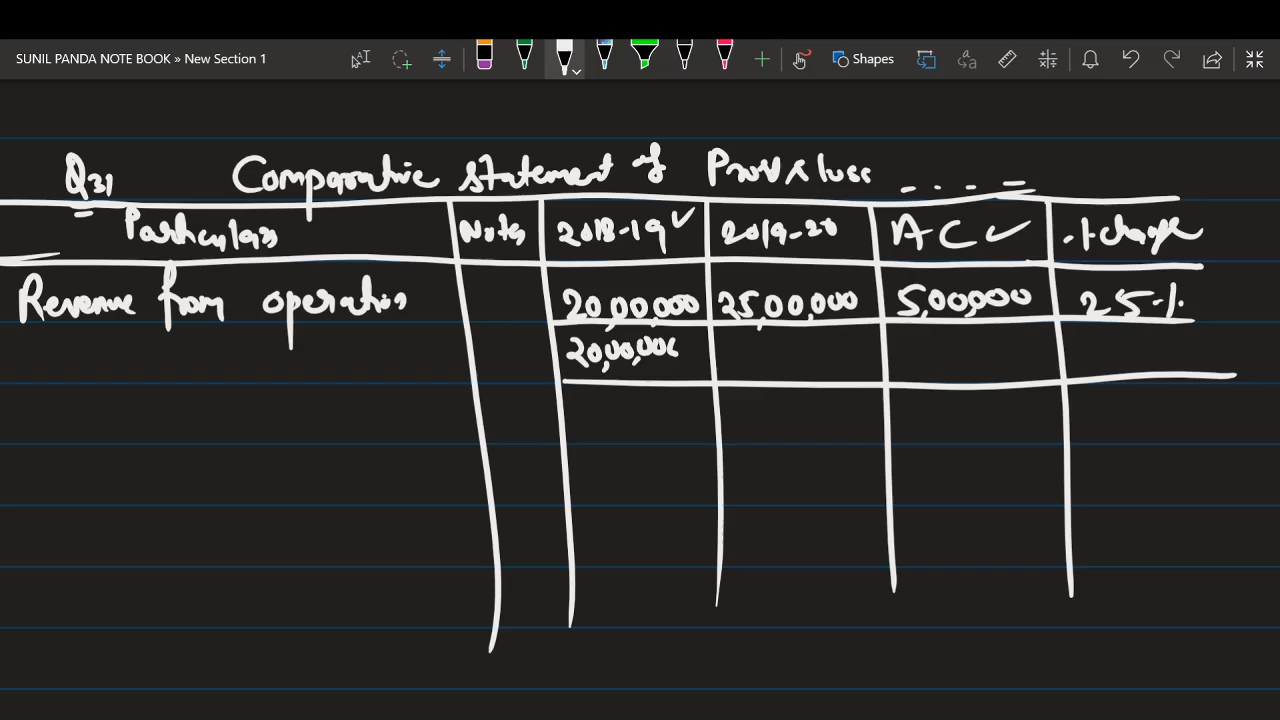 SUNIL PANDA NOTE BOOK » New Section 1
Shapes
Q31 Comparative statement of Profit & loss ....
Particulars Notes 2018-19 ✓ 2019-20 AC ✓ % change
Revenue from operation 20,00,000 25,00,000 5,00,000 25%
20,00,000